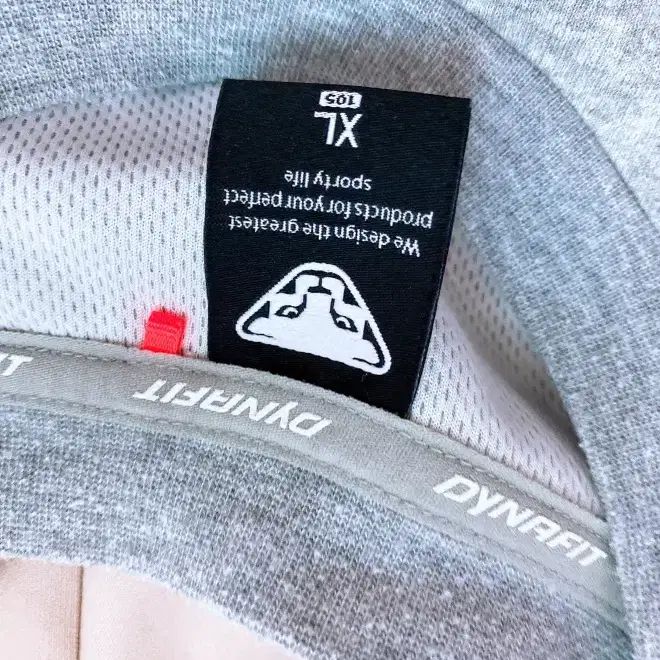 We design the greatest
products for your perfect
sporty life
XL
105
DYNAFIT
DYNAFIT